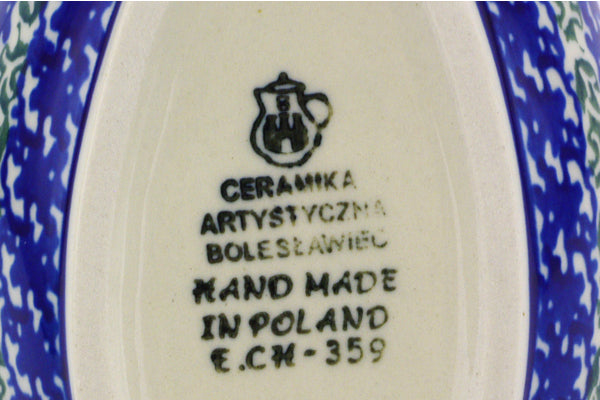 CERAMIKA
ARTYSTYCZNA
BOLESŁAWIEC
HAND MADE
IN POLAND
E.CH-359